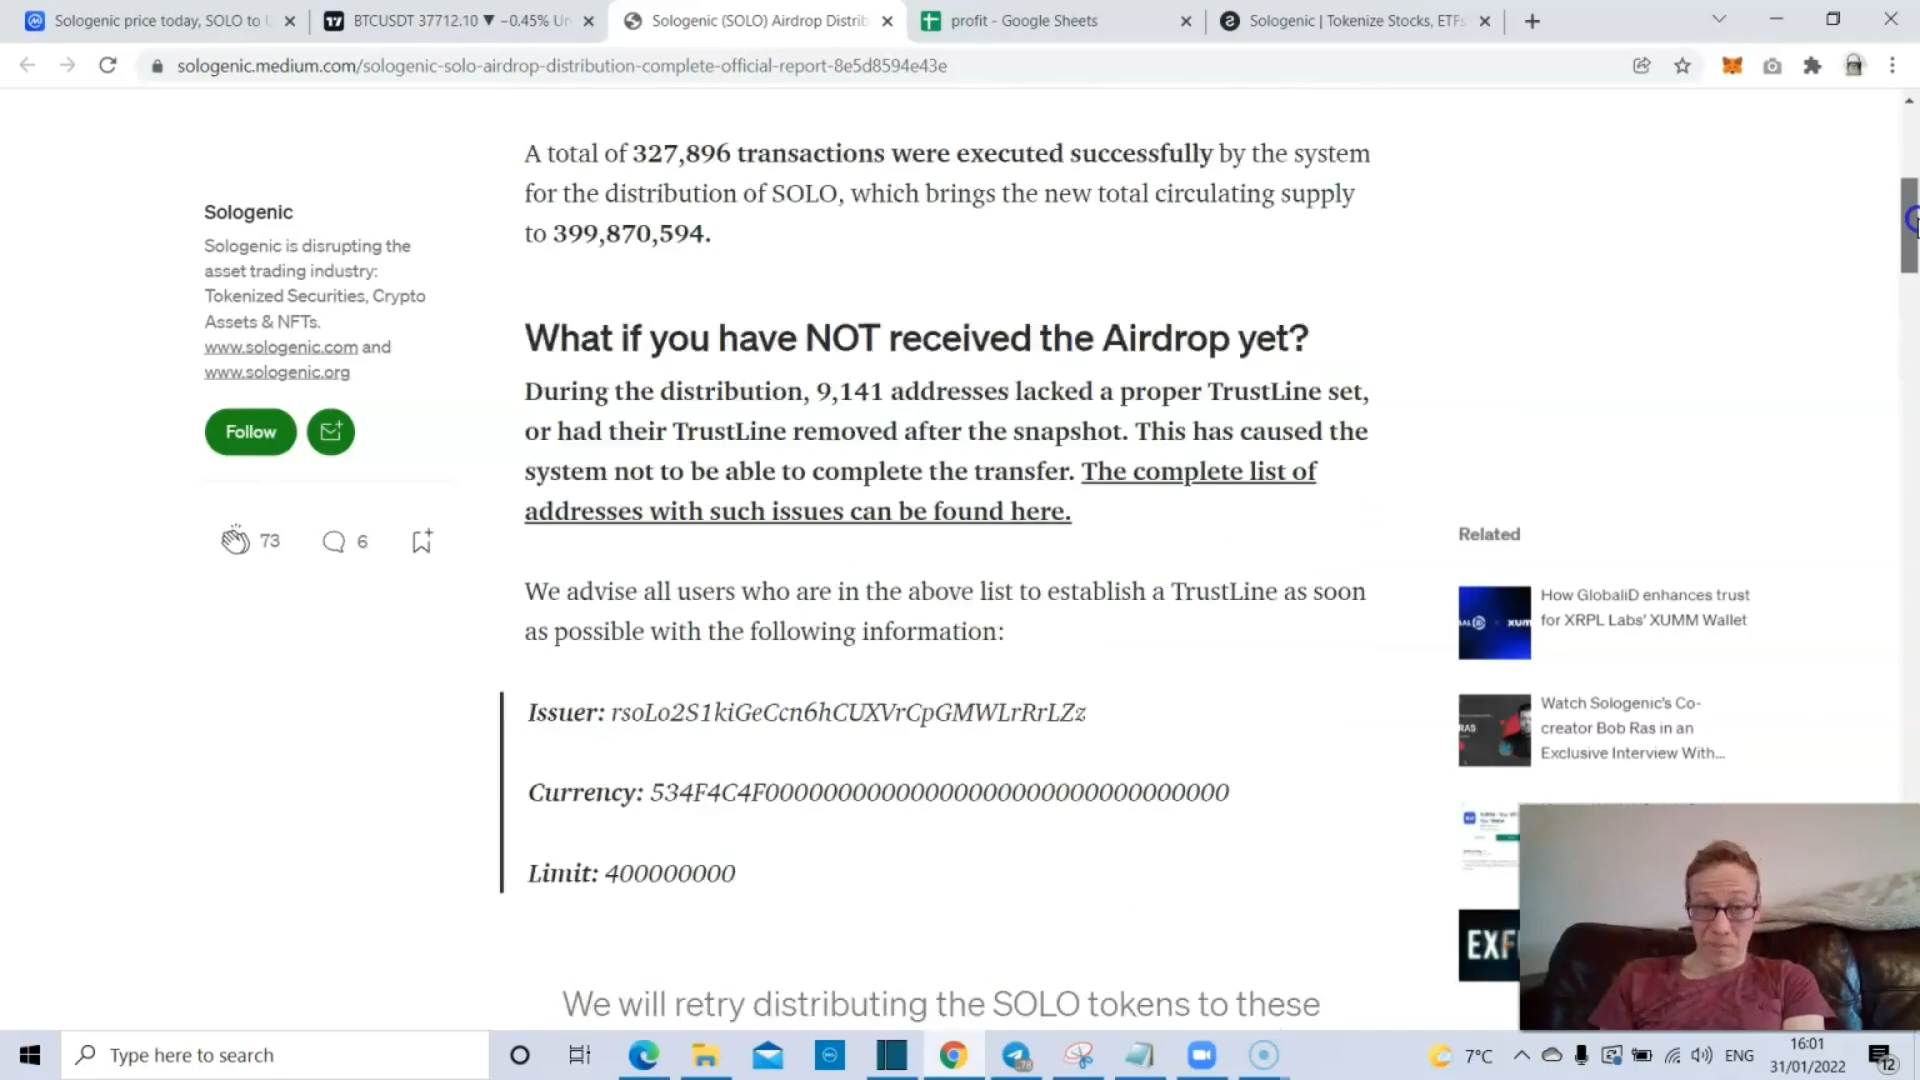 Sologenic price today, SOLO to U
BTCUSDT 37712.10 ▼ −0.45% Un
Sologenic (SOLO) Airdrop Distrib
profit - Google Sheets
Sologenic | Tokenize Stocks, ETFs
sologenic.medium.com/sologenic-solo-airdrop-distribution-complete-official-report-8e5d8594e43e
A total of 327,896 transactions were executed successfully by the system
for the distribution of SOLO, which brings the new total circulating supply
to 399,870,594.
Sologenic
Sologenic is disrupting the
asset trading industry:
Tokenized Securities, Crypto
Assets & NFTs.
www.sologenic.com and
www.sologenic.org
Follow
73
6
What if you have NOT received the Airdrop yet?
During the distribution, 9,141 addresses lacked a proper TrustLine set,
or had their TrustLine removed after the snapshot. This has caused the
system not to be able to complete the transfer. The complete list of
addresses with such issues can be found here.
We advise all users who are in the above list to establish a TrustLine as soon
as possible with the following information:
Issuer: rsoLo2S1kiGeCcn6hCUXVrCpGMWLrRrLZz
Currency: 534F4C4F00000000000000000000000000000000
Limit: 400000000
We will retry distributing the SOLO tokens to these
Related
How GlobaliD enhances trust
for XRPL Labs' XUMM Wallet
Watch Sologenic's Co-
creator Bob Ras in an
Exclusive Interview With...
RAS
EXF
Type here to search
7°C
ENG
16:01
31/01/2022
12